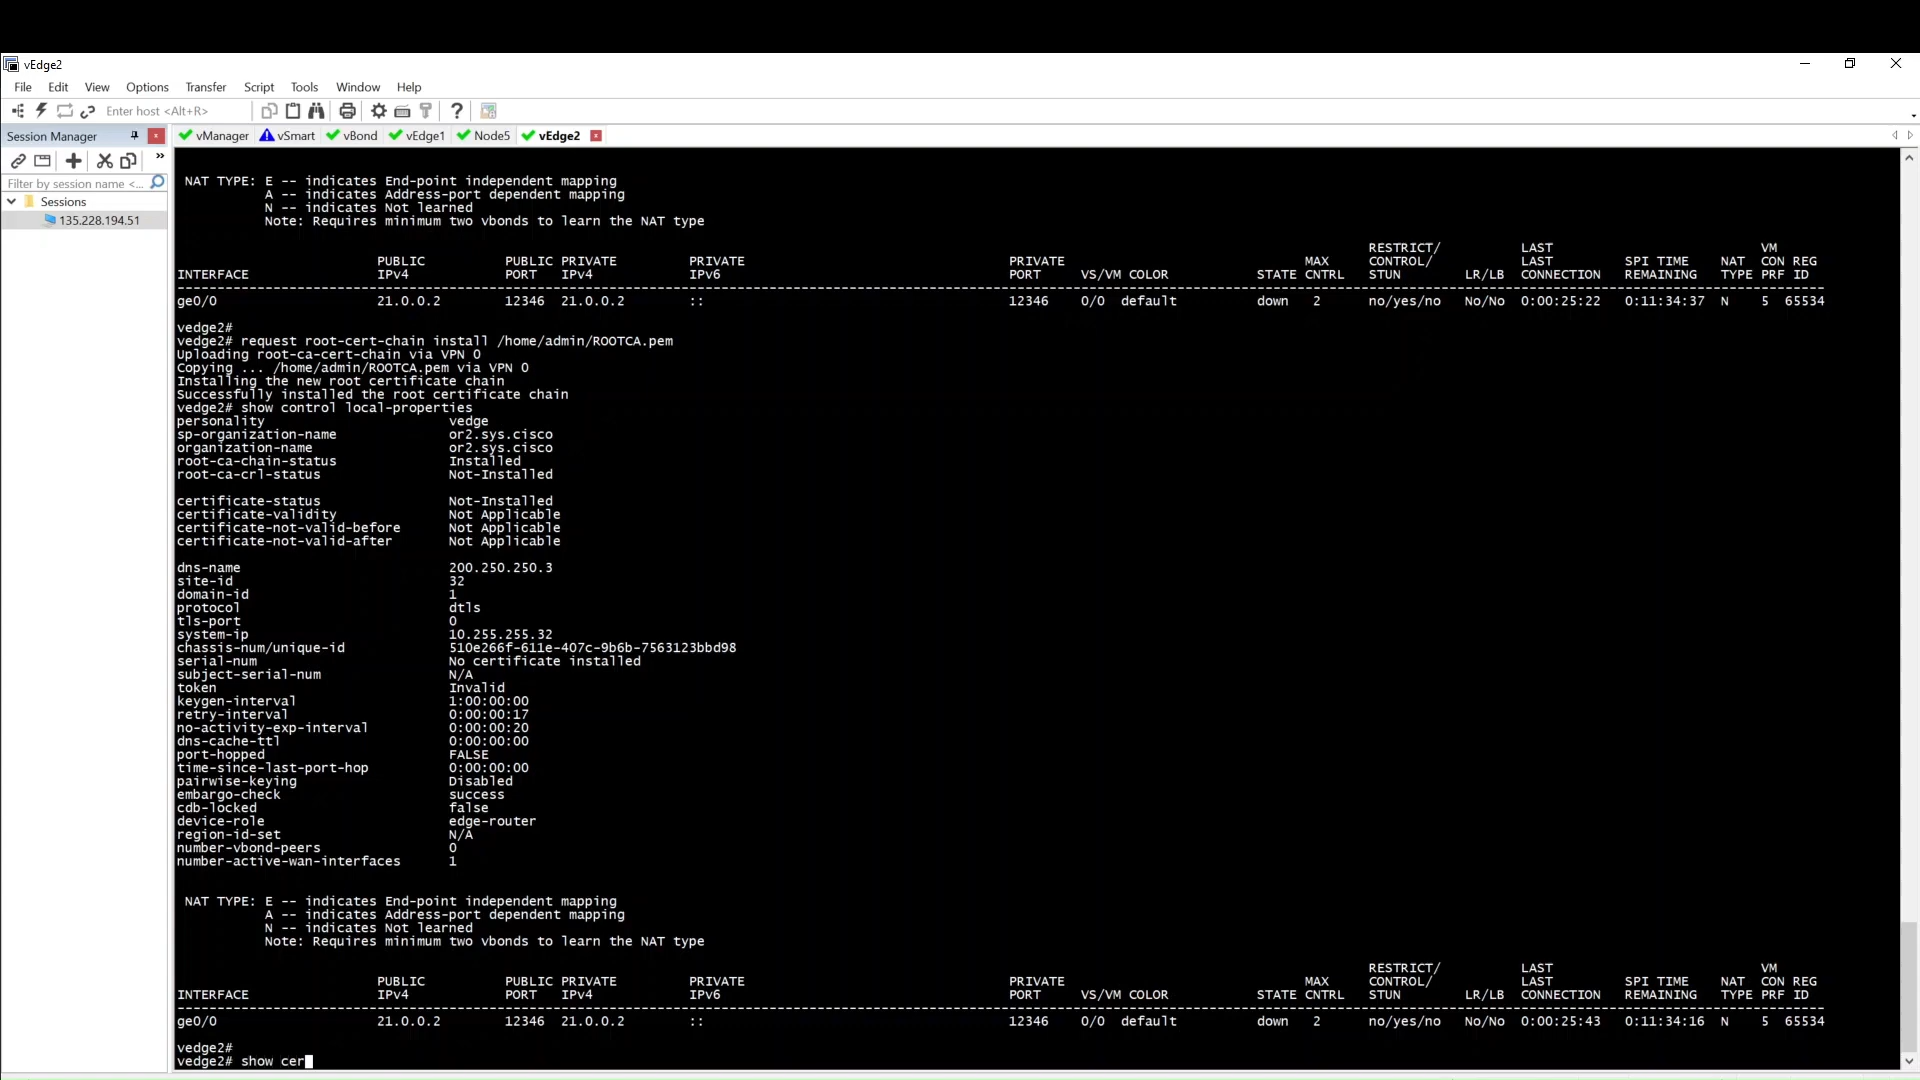 vEdge2
File Edit View Options Transfer Script Tools Window Help
Enter host <Alt+R>
Session Manager
vManager vSmart vBond vEdge1 Node5 vEdge2
Filter by session name <...
Sessions
135.228.194.51
NAT TYPE: E -- indicates End-point independent mapping
A -- indicates Address-port dependent mapping
N -- indicates Not learned
Note: Requires minimum two vbonds to learn the NAT type
RESTRICT/ LAST VM
PUBLIC PUBLIC PRIVATE PRIVATE PRIVATE MAX CONTROL/ LAST SPI TIME NAT CON REG
INTERFACE IPv4 PORT IPv4 IPv6 PORT VS/VM COLOR STATE CNTRL STUN LR/LB CONNECTION REMAINING TYPE PRF ID
--------------------------------------------------------------------------------
ge0/0 21.0.0.2 12346 21.0.0.2 :: 12346 0/0 default down 2 no/yes/no No/No 0:00:25:22 0:11:34:37 N 5 65534
vedge2#
vedge2# request root-cert-chain install /home/admin/ROOTCA.pem
Uploading root-ca-cert-chain via VPN 0
Copying ... /home/admin/ROOTCA.pem via VPN 0
Installing the new root certificate chain
Successfully installed the root certificate chain
vedge2# show control local-properties
personality vedge
sp-organization-name or2.sys.cisco
organization-name or2.sys.cisco
root-ca-chain-status Installed
root-ca-crl-status Not-Installed
certificate-status Not-Installed
certificate-validity Not Applicable
certificate-not-valid-before Not Applicable
certificate-not-valid-after Not Applicable
dns-name 200.250.250.3
site-id 32
domain-id 1
protocol dtls
tls-port 0
system-ip 10.255.255.32
chassis-num/unique-id 510e266f-611e-407c-9b6b-7563123bbd98
serial-num No certificate installed
subject-serial-num N/A
token Invalid
keygen-interval 1:00:00:00
retry-interval 0:00:00:17
no-activity-exp-interval 0:00:00:20
dns-cache-ttl 0:00:00:00
port-hopped FALSE
time-since-last-port-hop 0:00:00:00
pairwise-keying Disabled
embargo-check success
cdb-locked false
device-role edge-router
region-id-set N/A
number-vbond-peers 0
number-active-wan-interfaces 1
NAT TYPE: E -- indicates End-point independent mapping
A -- indicates Address-port dependent mapping
N -- indicates Not learned
Note: Requires minimum two vbonds to learn the NAT type
RESTRICT/ LAST VM
PUBLIC PUBLIC PRIVATE PRIVATE PRIVATE MAX CONTROL/ LAST SPI TIME NAT CON REG
INTERFACE IPv4 PORT IPv4 IPv6 PORT VS/VM COLOR STATE CNTRL STUN LR/LB CONNECTION REMAINING TYPE PRF ID
--------------------------------------------------------------------------------
ge0/0 21.0.0.2 12346 21.0.0.2 :: 12346 0/0 default down 2 no/yes/no No/No 0:00:25:43 0:11:34:16 N 5 65534
vedge2#
vedge2# show cer